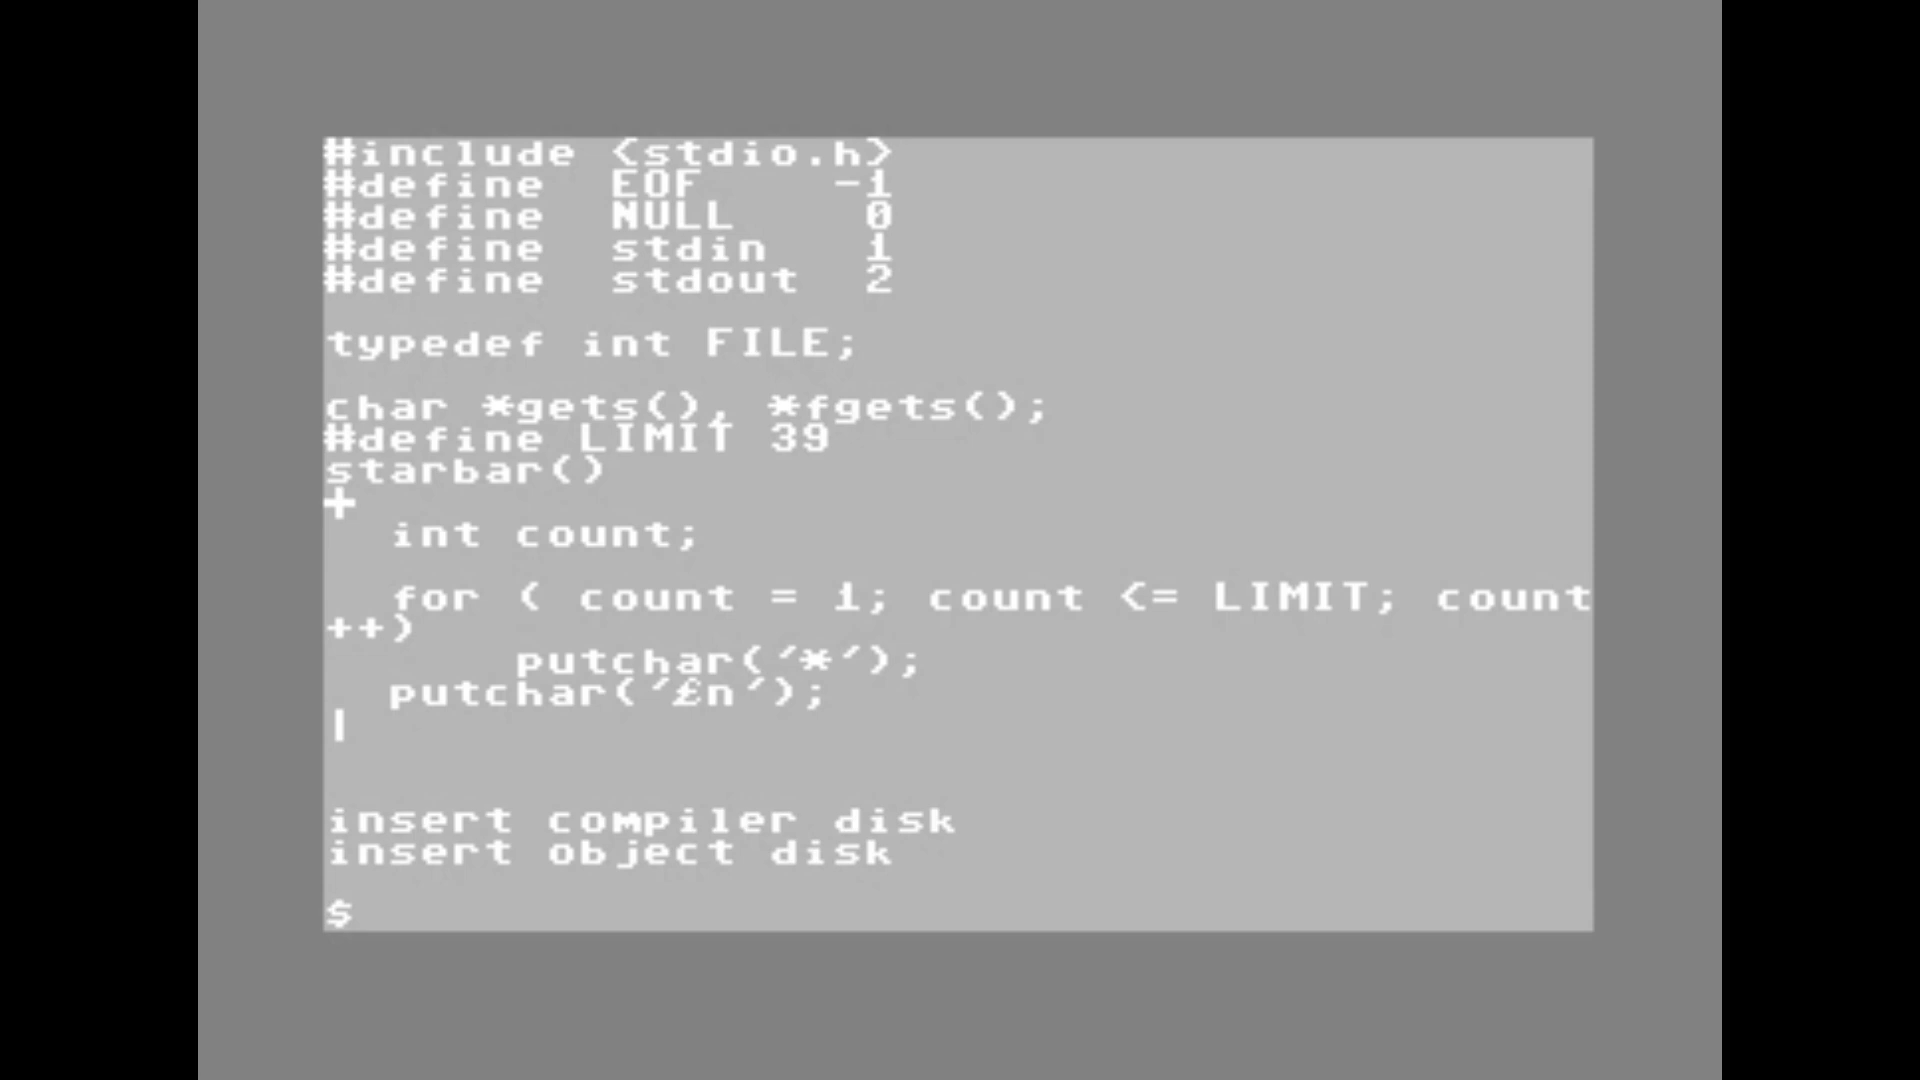 #include <stdio.h>
#define  EOF    -1
#define  NULL    0
#define  stdin   1
#define  stdout  2
typedef int FILE;
char *gets(), *fgets();
#define LIMIT 39
starbar()
+
int count;
for ( count = 1; count <= LIMIT; count
++)
putchar('*');
putchar('£n');
|
insert compiler disk
insert object disk
$